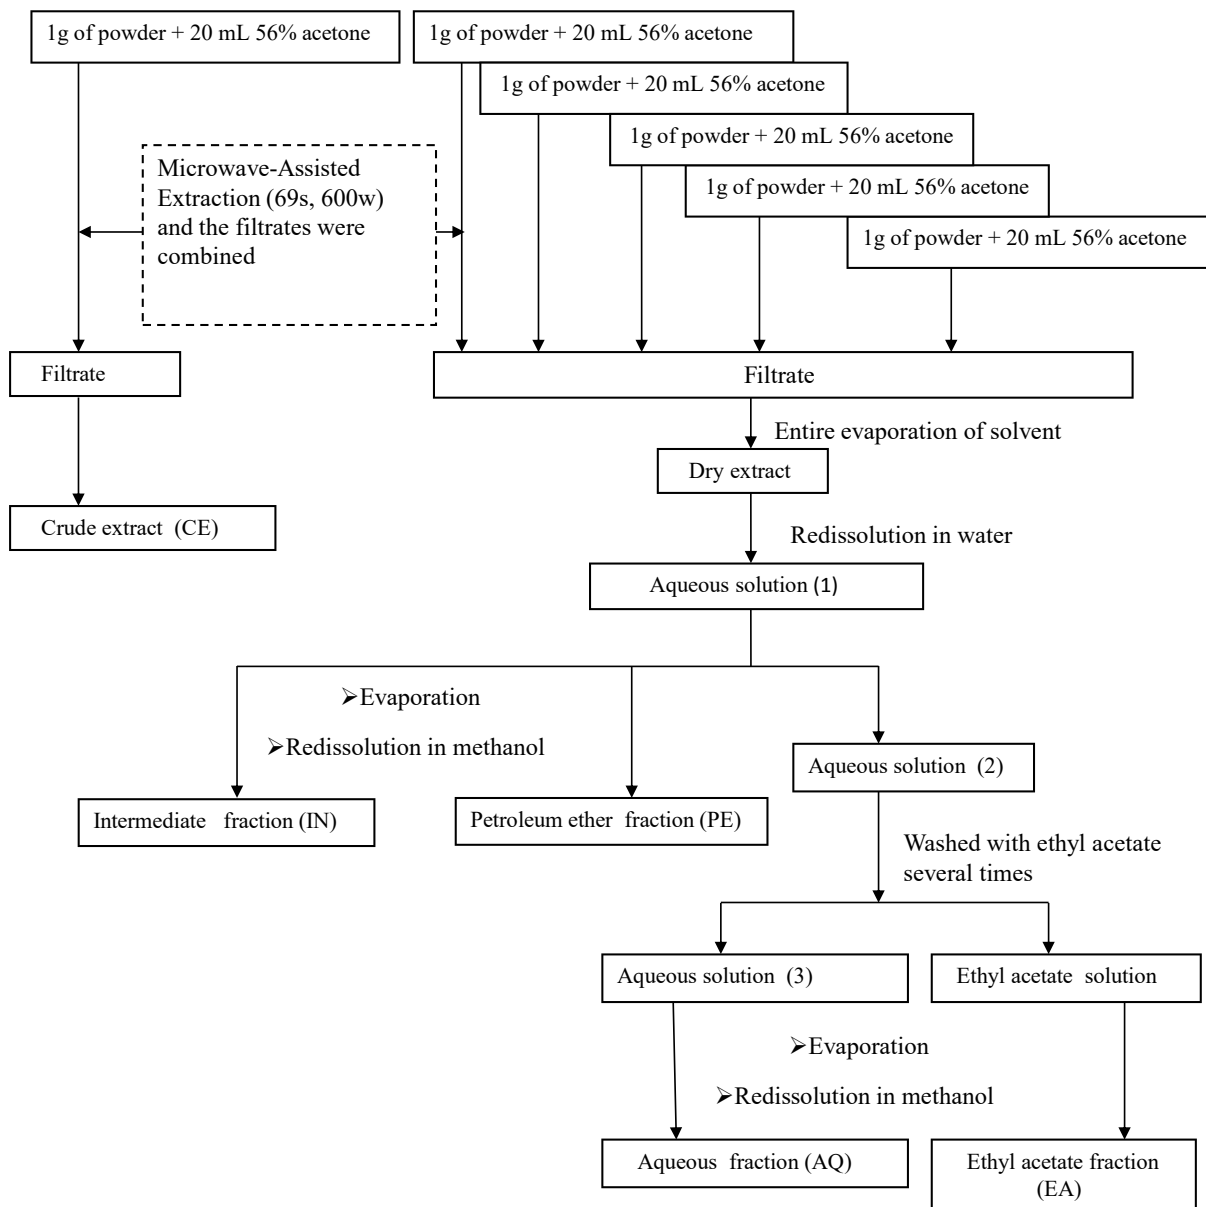 1g of powder + 20 mL 56% acetone
1g of powder + 20 mL 56% acetone
1g of powder + 20 mL 56% acetone
1g of powder + 20 mL 56% acetone
1g of powder + 20 mL 56% acetone
1g of powder + 20 mL 56% acetone
Microwave-Assisted
Extraction (69s, 600w)
and the filtrates were
combined
Filtrate
Filtrate
Entire evaporation of solvent
Dry extract
Crude extract (CE)
Redissolution in water
Aqueous solution (1)
➢Evaporation
➢Redissolution in methanol
Aqueous solution (2)
Intermediate fraction (IN)
Petroleum ether fraction (PE)
Washed with ethyl acetate
several times
Aqueous solution (3)
Ethyl acetate solution
➢Evaporation
➢Redissolution in methanol
Aqueous fraction (AQ)
Ethyl acetate fraction
(EA)